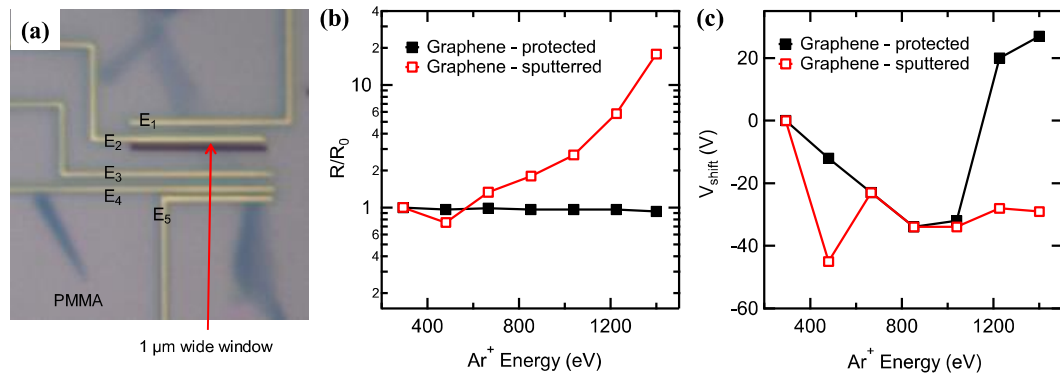 (a)
E1
E2
E3
E4
E5
PMMA
1 µm wide window
(b)
4
2
10
4
2
1
8
6
4
2
R/R0
Graphene - protected
Graphene - sputterred
400
800
1200
Ar+ Energy (eV)
(c)
20
0
-20
-40
-60
Vshift (V)
Graphene - protected
Graphene - sputtered
400
800
1200
Ar+ Energy (eV)